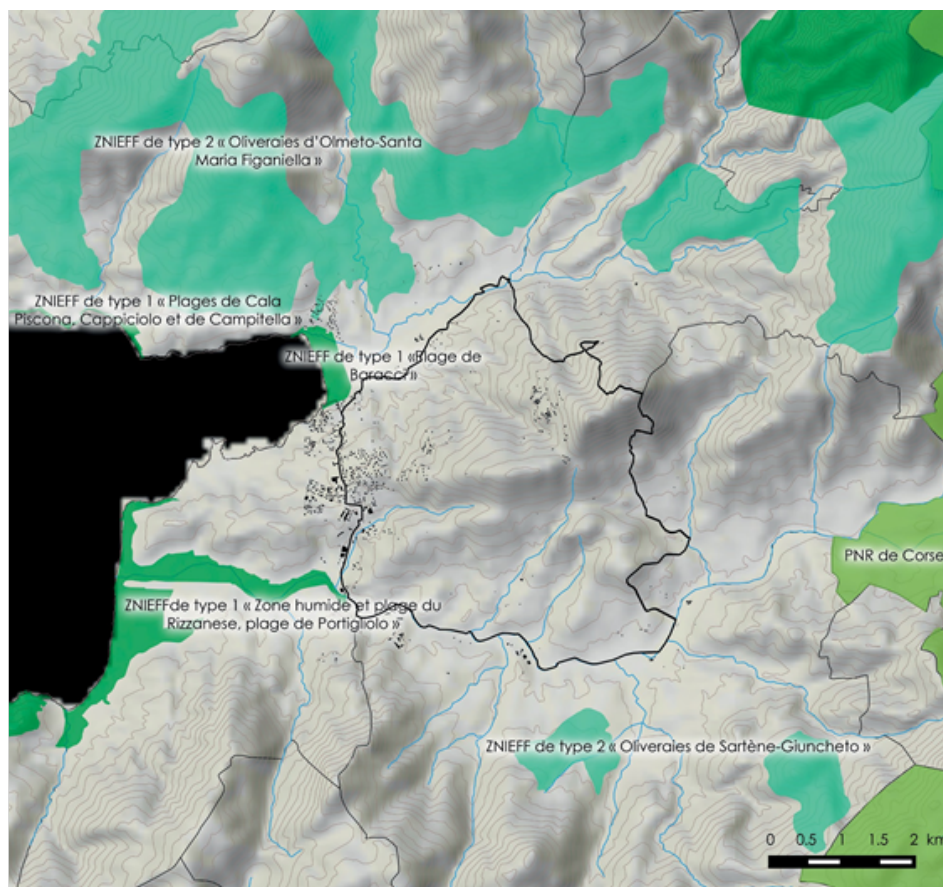 ZNIEFF de type 2 « Oliveraies d'Olmeto-Santa
Maria Figaniella »
ZNIEFF de type 1 « Plages de Cala
Piscona, Cappiciolo et de Campitella »
ZNIEFF de type 1 «Plage de
Baracci»
PNR de Corse
ZNIEFFde type 1 « Zone humide et plage du
Rizzanese, plage de Portigliolo »
ZNIEFF de type 2 « Oliveraies de Sartène-Giuncheto »
0 0.5 1 1.5 2 km